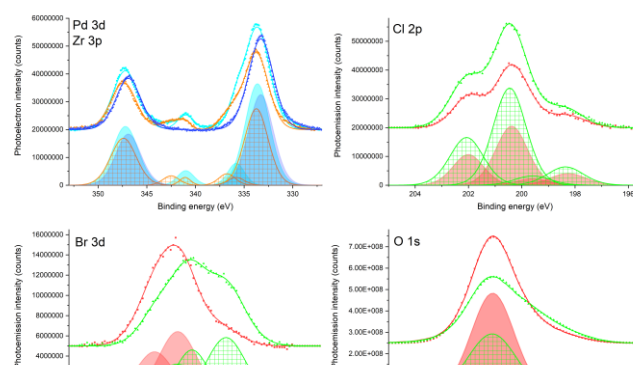 Pd 3d
Zr 3p
Photoelectron intensity (counts)
60000000
50000000
40000000
30000000
20000000
10000000
0
350
340
330
Binding energy (eV)
Cl 2p
Photoemission intensity (counts)
60000000
50000000
40000000
30000000
20000000
10000000
0
204
202
200
198
196
Binding energy (eV)
Br 3d
Photoemission intensity (counts)
16000000
14000000
12000000
10000000
8000000
6000000
4000000
O 1s
Photoemission intensity (counts)
7.00E+008
6.00E+008
5.00E+008
4.00E+008
3.00E+008
2.00E+008